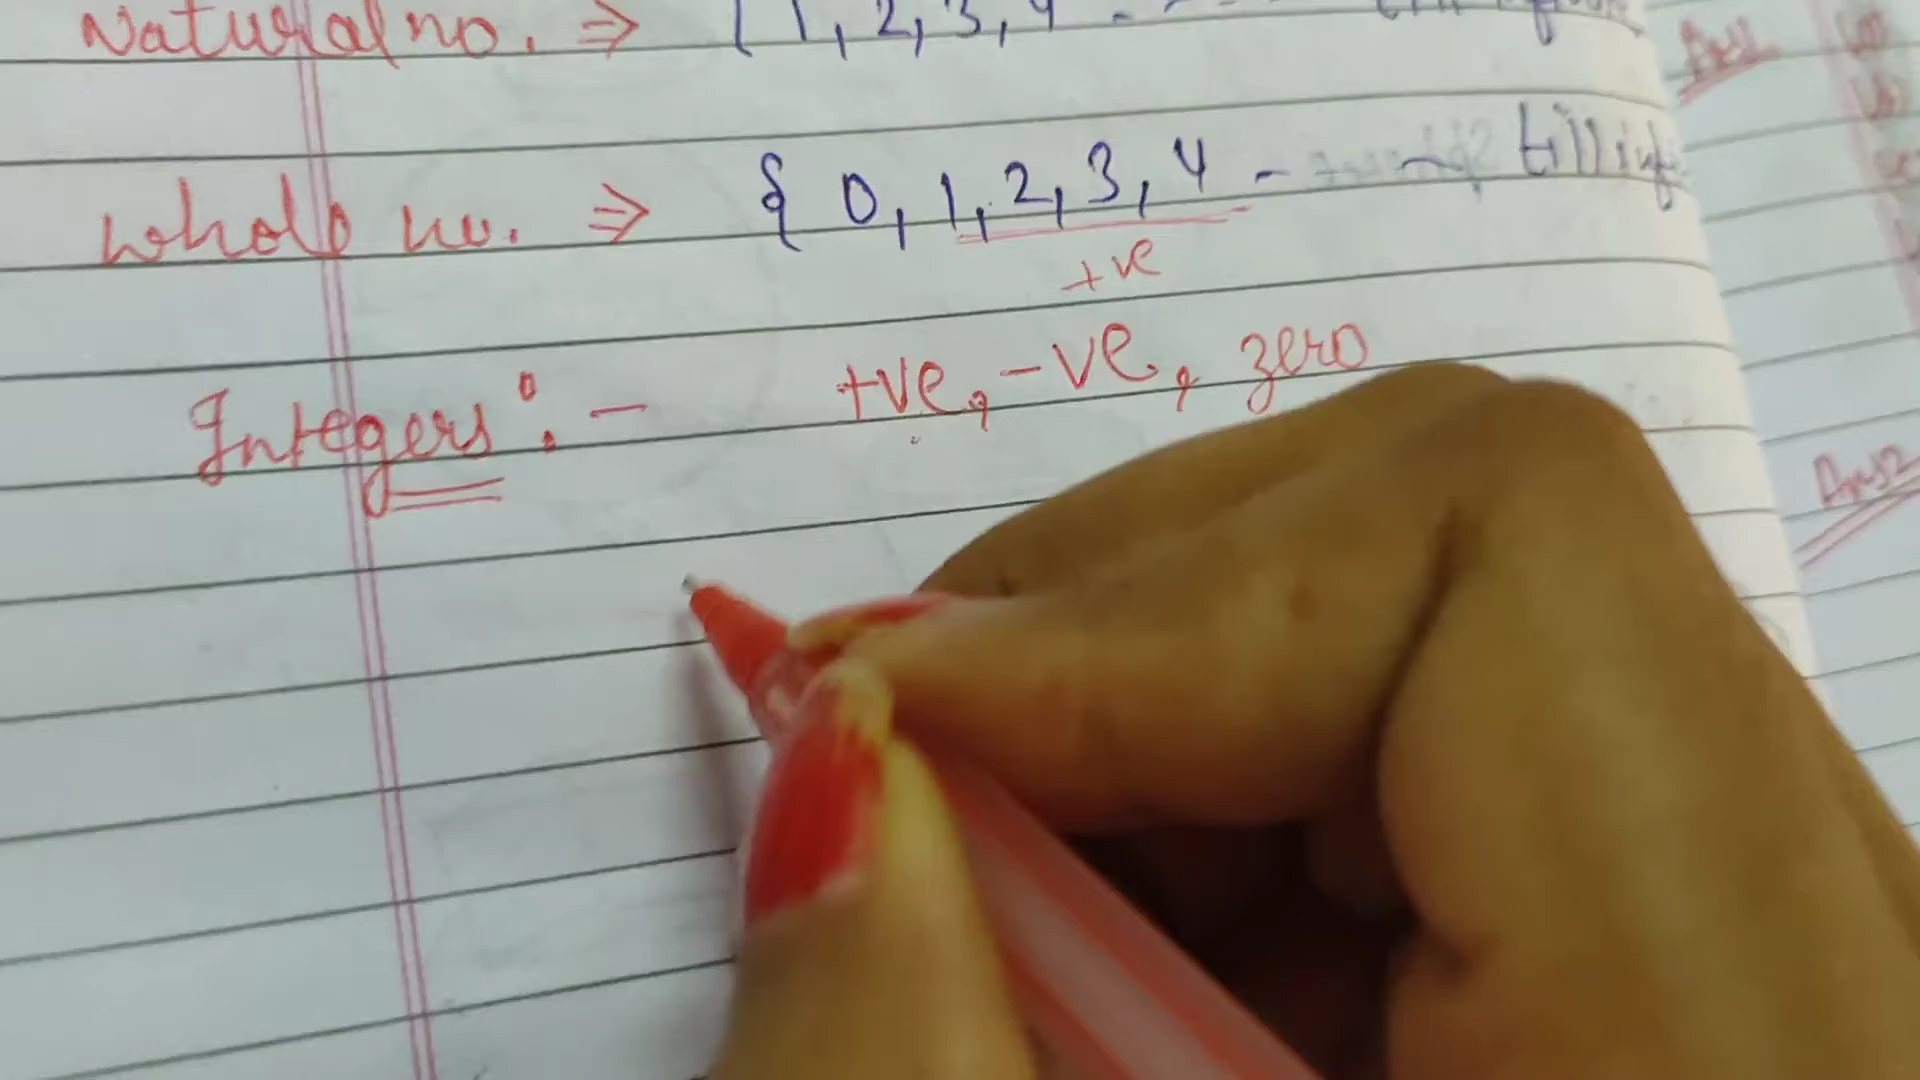 Natural no. ⇒ { 1, 2, 3, 4 - - -
Whole no. ⇒ { 0, 1, 2, 3, 4 - - till
+ve
Integers :- +ve, -ve, zero
Ans2